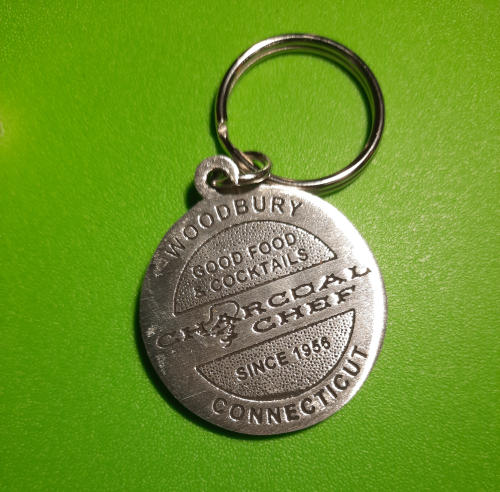 WOODBURY
GOOD FOOD
& COCKTAILS
CHARCOAL
CHEF
SINCE 1956
CONNECTICUT